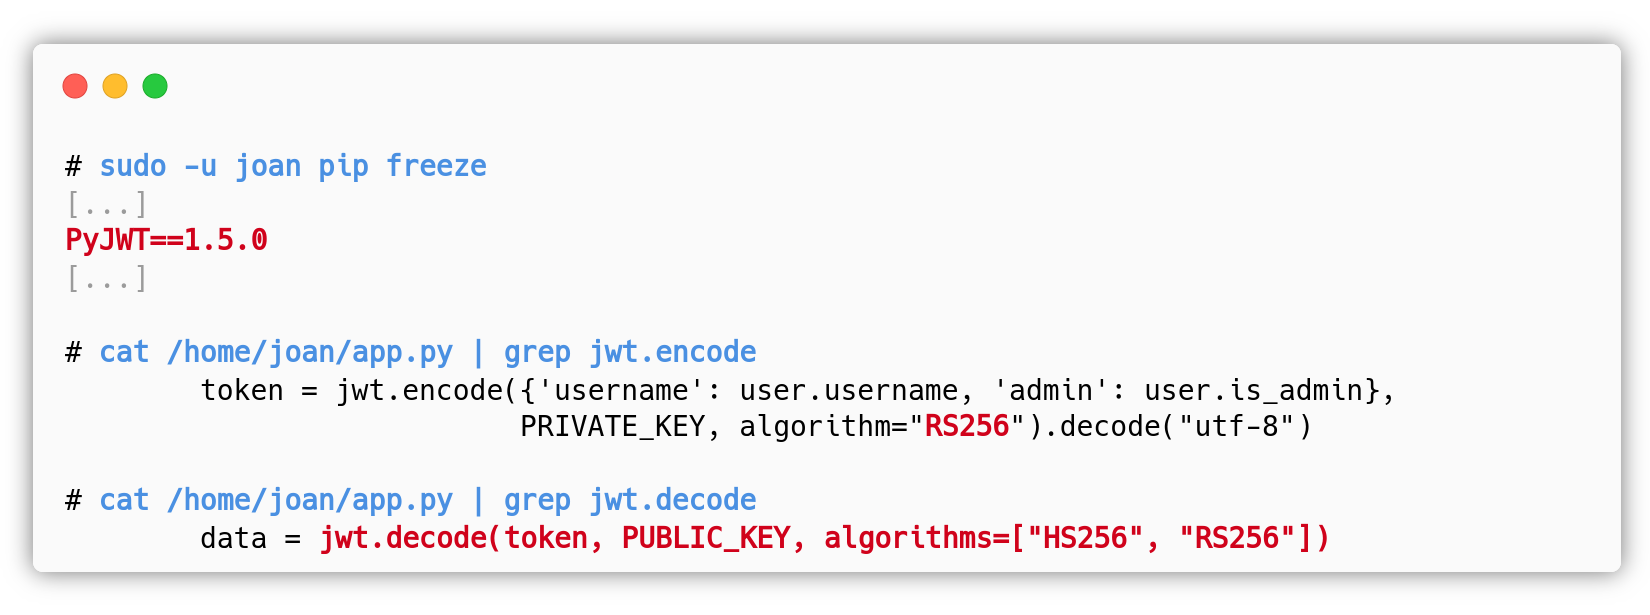 # sudo -u joan pip freeze
[...]
PyJWT==1.5.0
[...]
# cat /home/joan/app.py | grep jwt.encode
token = jwt.encode({'username': user.username, 'admin': user.is_admin},
PRIVATE_KEY, algorithm="RS256").decode("utf-8")
# cat /home/joan/app.py | grep jwt.decode
data = jwt.decode(token, PUBLIC_KEY, algorithms=["HS256", "RS256"])